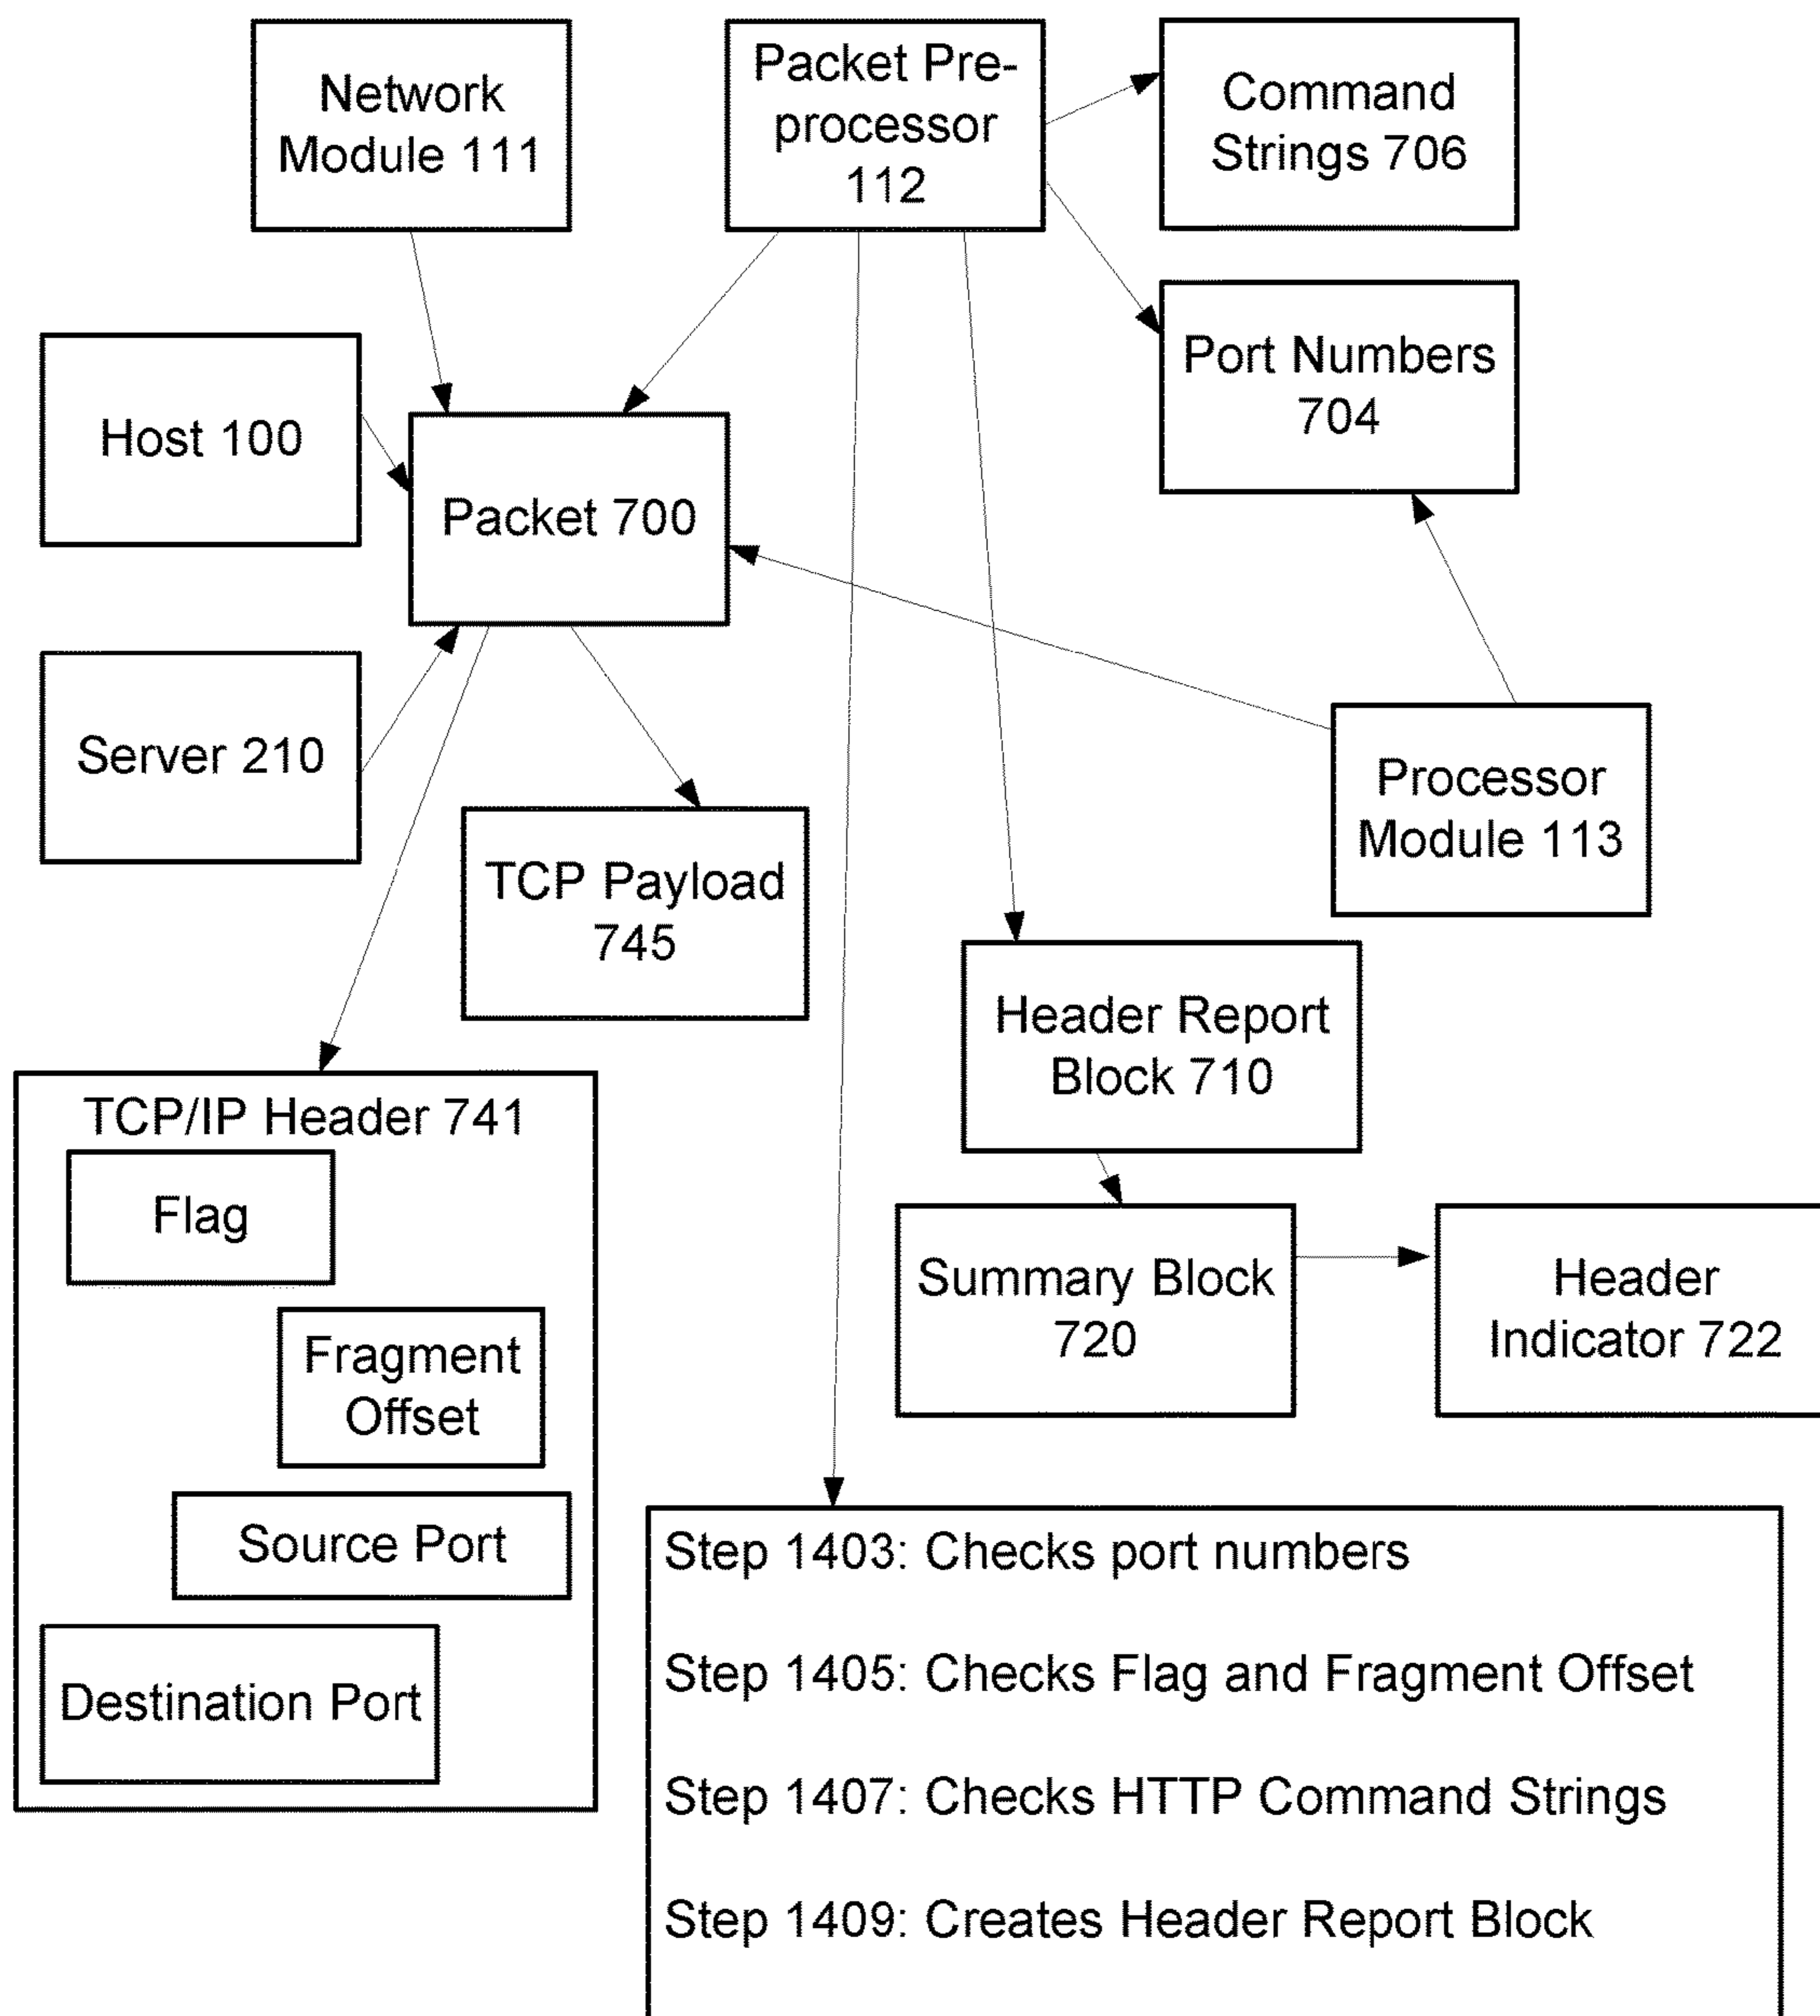 Network
Module 111
Packet Pre-
processor
112
Command
Strings 706
Port Numbers
704
Host 100
Packet 700
Server 210
Processor
Module 113
TCP Payload
745
Header Report
Block 710
TCP/IP Header 741
Flag
Fragment
Offset
Source Port
Destination Port
Summary Block
720
Header
Indicator 722
Step 1403: Checks port numbers
Step 1405: Checks Flag and Fragment Offset
Step 1407: Checks HTTP Command Strings
Step 1409: Creates Header Report Block